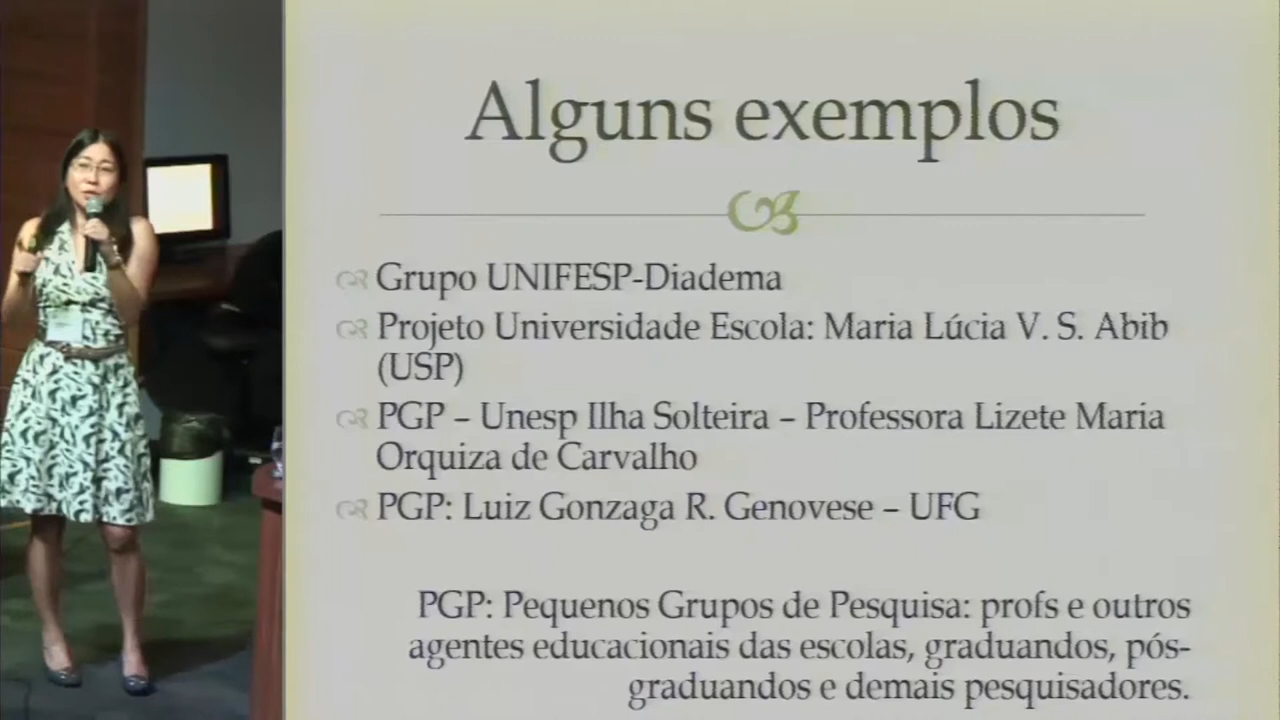 Alguns exemplos
Grupo UNIFESP-Diadema
Projeto Universidade Escola: Maria Lúcia V. S. Abib
(USP)
PGP – Unesp Ilha Solteira – Professora Lizete Maria
Orquiza de Carvalho
PGP: Luiz Gonzaga R. Genovese – UFG
PGP: Pequenos Grupos de Pesquisa: profs e outros
agentes educacionais das escolas, graduandos, pós-
graduandos e demais pesquisadores.